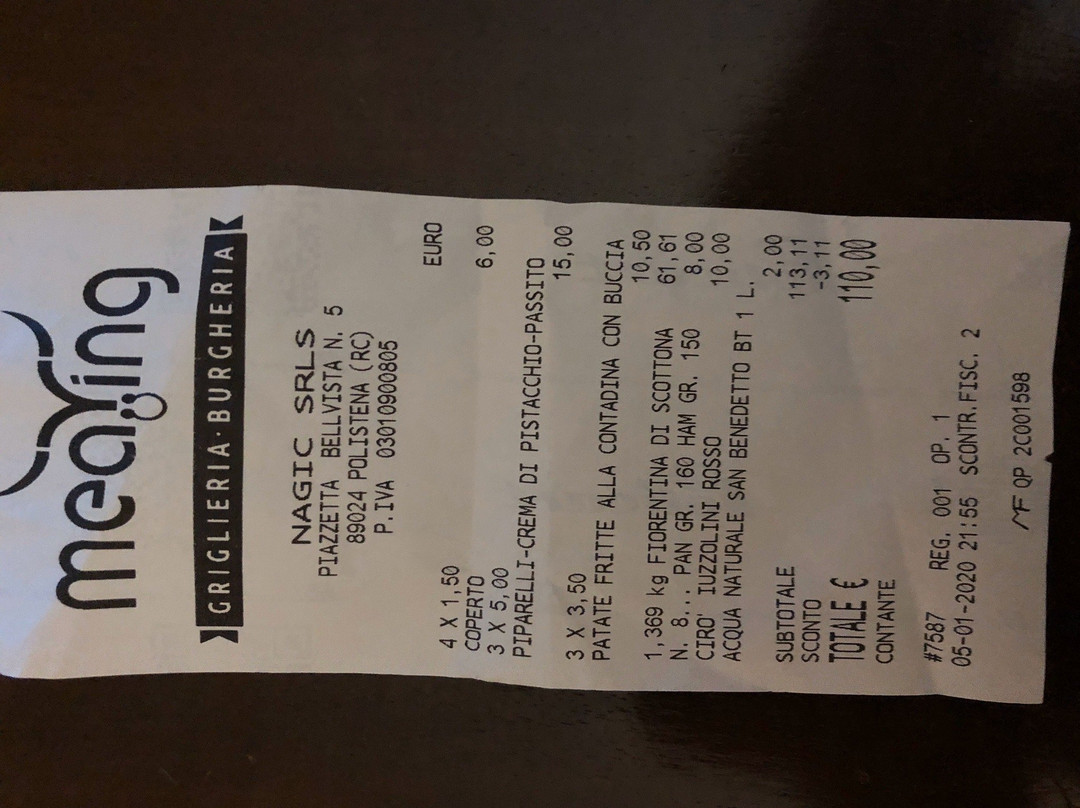 meating
GRIGLIERIA·BURGHERIA
NAGIC SRLS
PIAZZETTA BELLVISTA N. 5
89024 POLISTENA (RC)
P.IVA 03010900805
EURO
4 X 1,50
COPERTO 6,00
3 X 5,00
PIPARELLI-CREMA DI PISTACCHIO-PASSITO
15,00
3 X 3,50
PATATE FRITTE ALLA CONTADINA CON BUCCIA
10,50
1,369 kg FIORENTINA DI SCOTTONA 61,61
N. 8... PAN GR. 160 HAM GR. 150 8,00
CIRO' IUZZOLINI ROSSO 10,00
ACQUA NATURALE SAN BENEDETTO BT 1 L.
2,00
SUBTOTALE 113,11
SCONTO -3,11
TOTALE € 110,00
CONTANTE
#7587 REG. 001 OP. 1
05-01-2020 21:55 SCONTR.FISC. 2
MF QP 2C001598